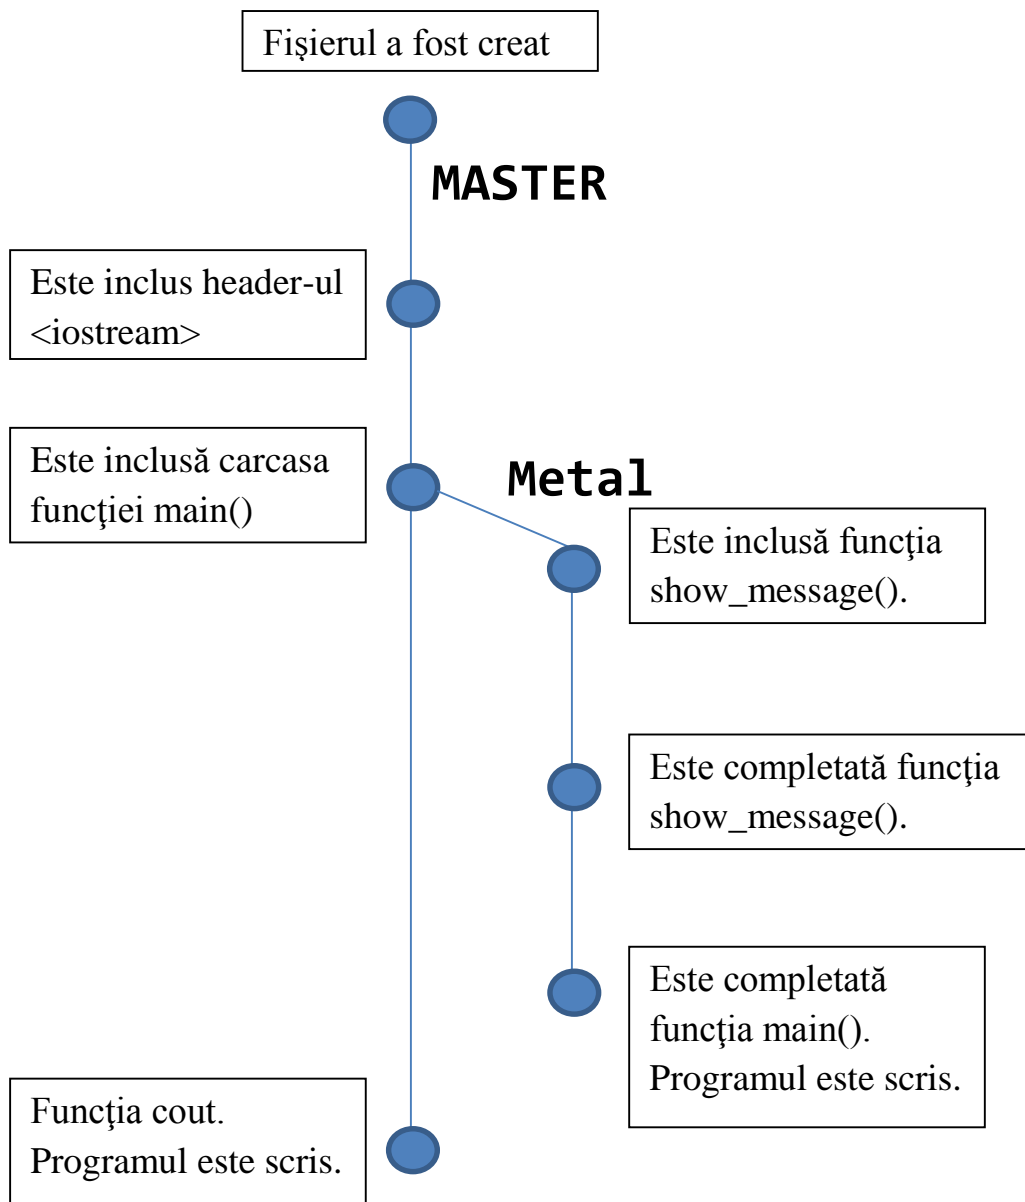 Fişierul a fost creat
MASTER
Este inclus header-ul
<iostream>
Este inclusă carcasa
funcţiei main()
Metal
Este inclusă funcţia
show_message().
Este completată funcţia
show_message().
Este completată
funcţia main().
Programul este scris.
Funcţia cout.
Programul este scris.